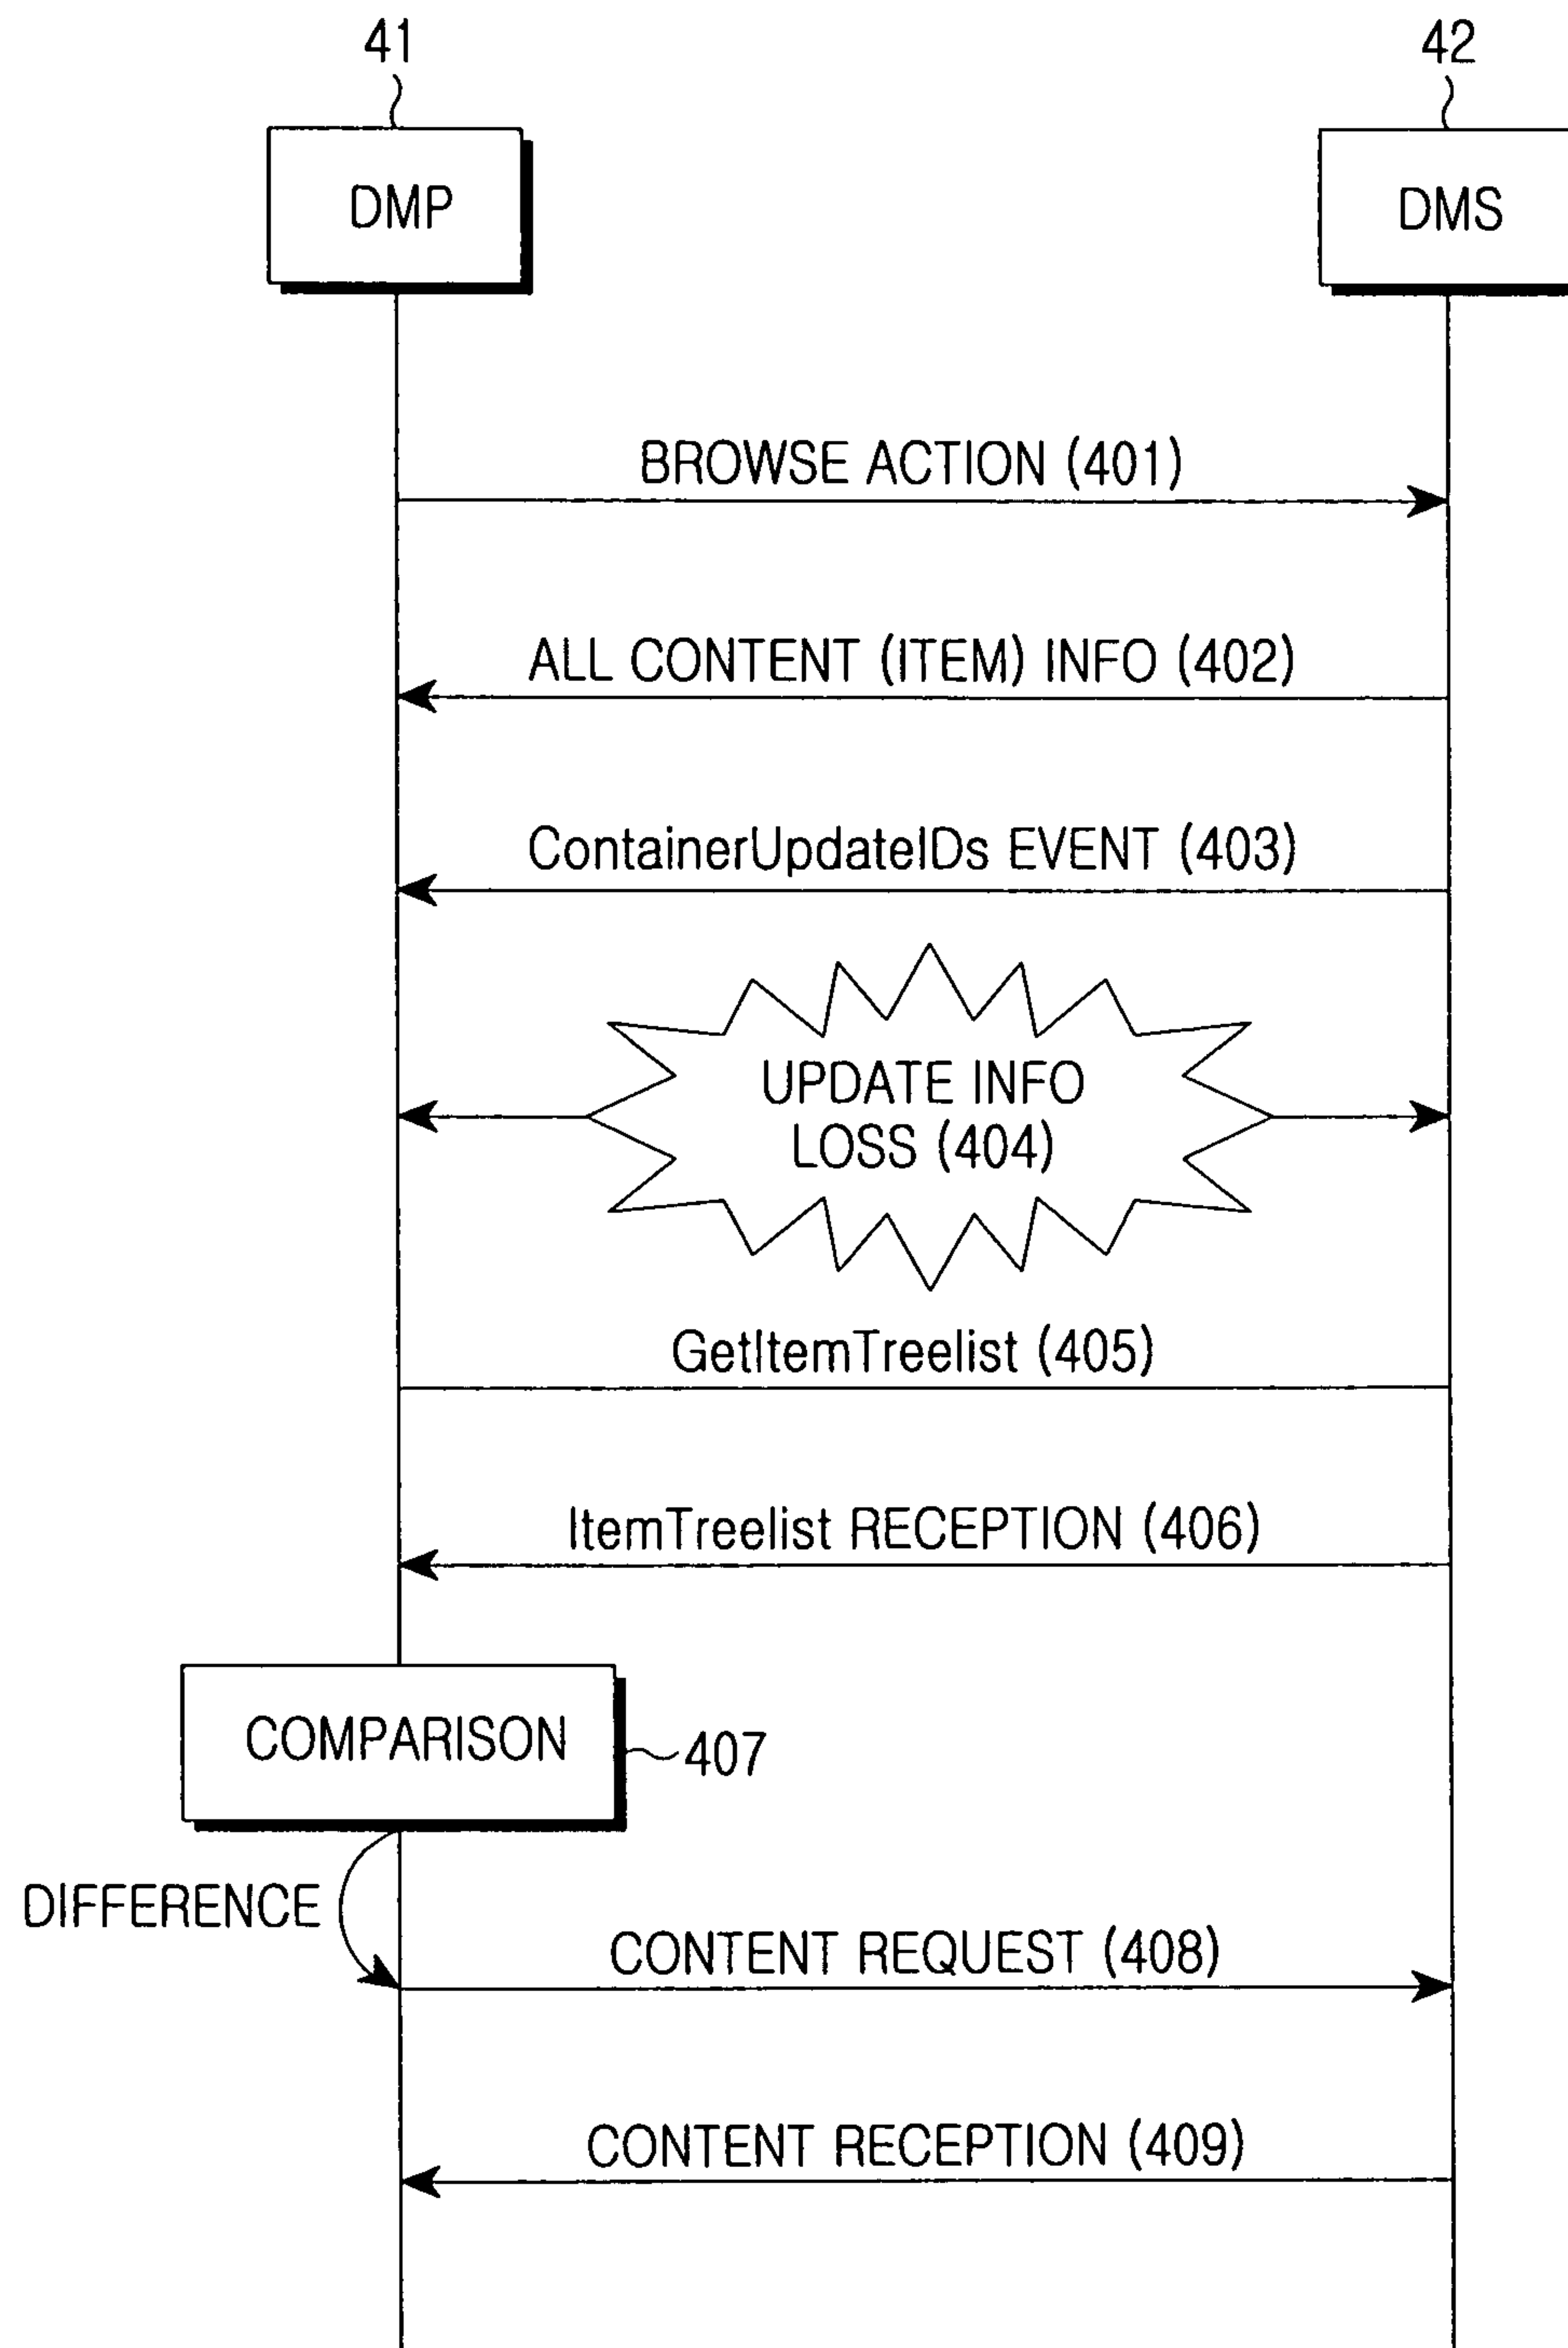 41
42
DMP
DMS
BROWSE ACTION (401)
ALL CONTENT (ITEM) INFO (402)
ContainerUpdateIDs EVENT (403)
UPDATE INFO
LOSS (404)
GetItemTreelist (405)
ItemTreelist RECEPTION (406)
COMPARISON
407
DIFFERENCE
CONTENT REQUEST (408)
CONTENT RECEPTION (409)